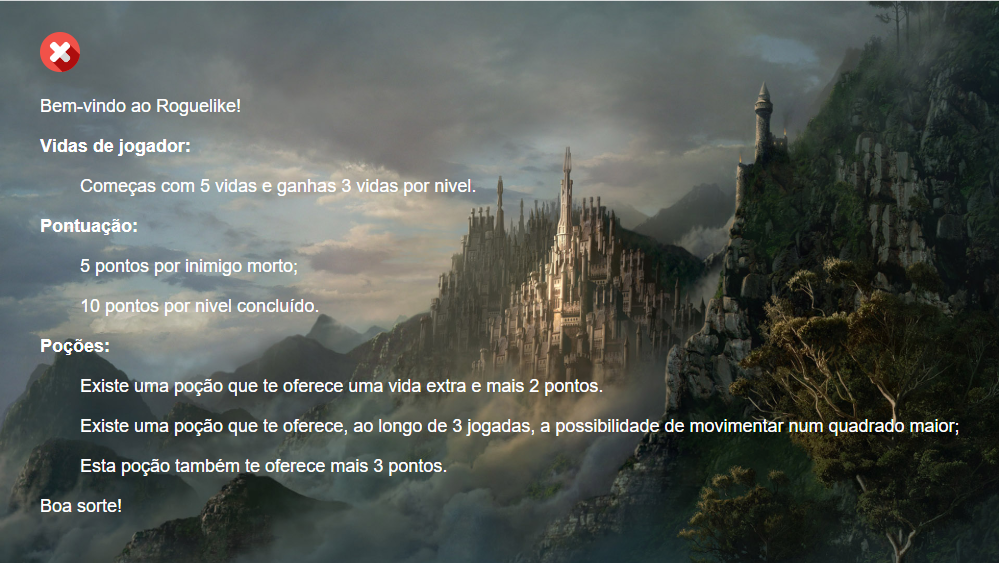 Bem-vindo ao Roguelike!
Vidas de jogador:
Começas com 5 vidas e ganhas 3 vidas por nivel.
Pontuação:
5 pontos por inimigo morto;
10 pontos por nivel concluído.
Poções:
Existe uma poção que te oferece uma vida extra e mais 2 pontos.
Existe uma poção que te oferece, ao longo de 3 jogadas, a possibilidade de movimentar num quadrado maior;
Esta poção também te oferece mais 3 pontos.
Boa sorte!